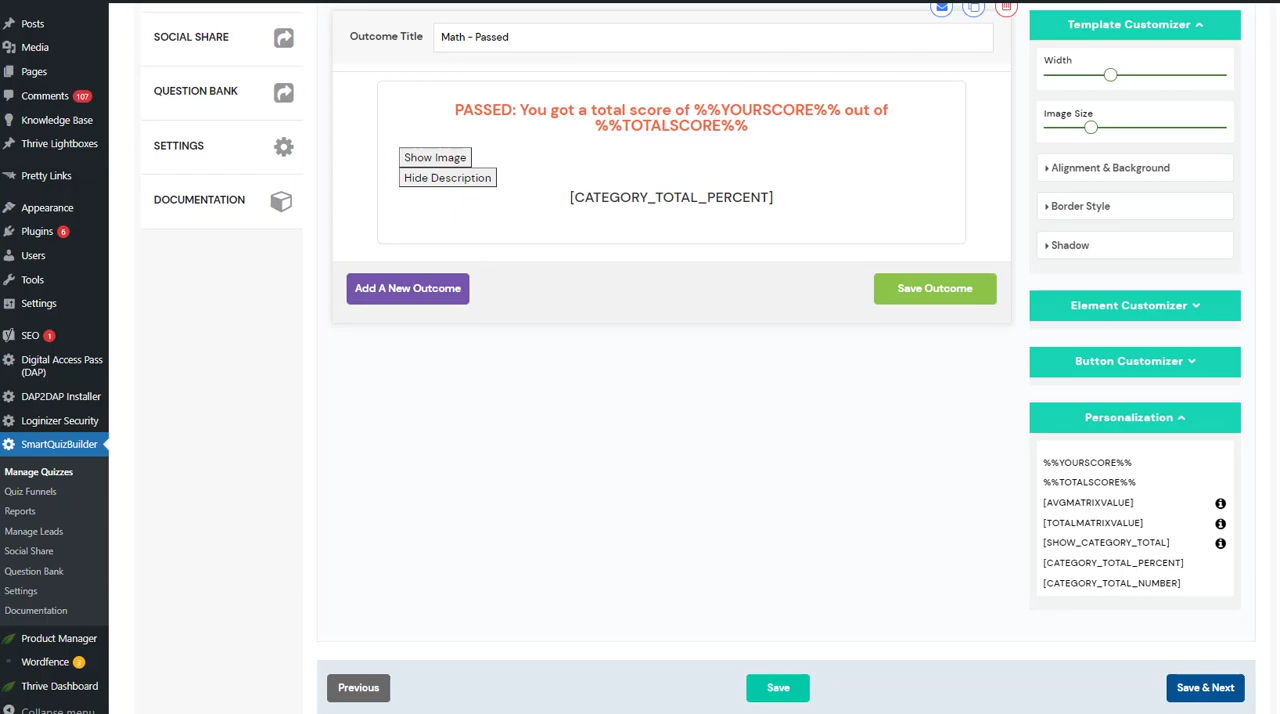 Posts
Media
Pages
Comments 107
Knowledge Base
Thrive Lightboxes
Pretty Links
Appearance
Plugins 6
Users
Tools
Settings
SEO 1
Digital Access Pass
(DAP)
DAP2DAP Installer
Loginizer Security
SmartQuizBuilder
Manage Quizzes
Quiz Funnels
Reports
Manage Leads
Social Share
Question Bank
Settings
Documentation
Product Manager
Wordfence 2
Thrive Dashboard
Collapse menu
SOCIAL SHARE
QUESTION BANK
SETTINGS
DOCUMENTATION
Outcome Title Math - Passed
PASSED: You got a total score of %%YOURSCORE%% out of
%%TOTALSCORE%%
Show Image
Hide Description
[CATEGORY_TOTAL_PERCENT]
Add A New Outcome
Save Outcome
Template Customizer
Width
Image Size
Alignment & Background
Border Style
Shadow
Element Customizer
Button Customizer
Personalization
%%YOURSCORE%%
%%TOTALSCORE%%
[AVGMATRIXVALUE]
[TOTALMATRIXVALUE]
[SHOW_CATEGORY_TOTAL]
[CATEGORY_TOTAL_PERCENT]
[CATEGORY_TOTAL_NUMBER]
Previous
Save
Save & Next